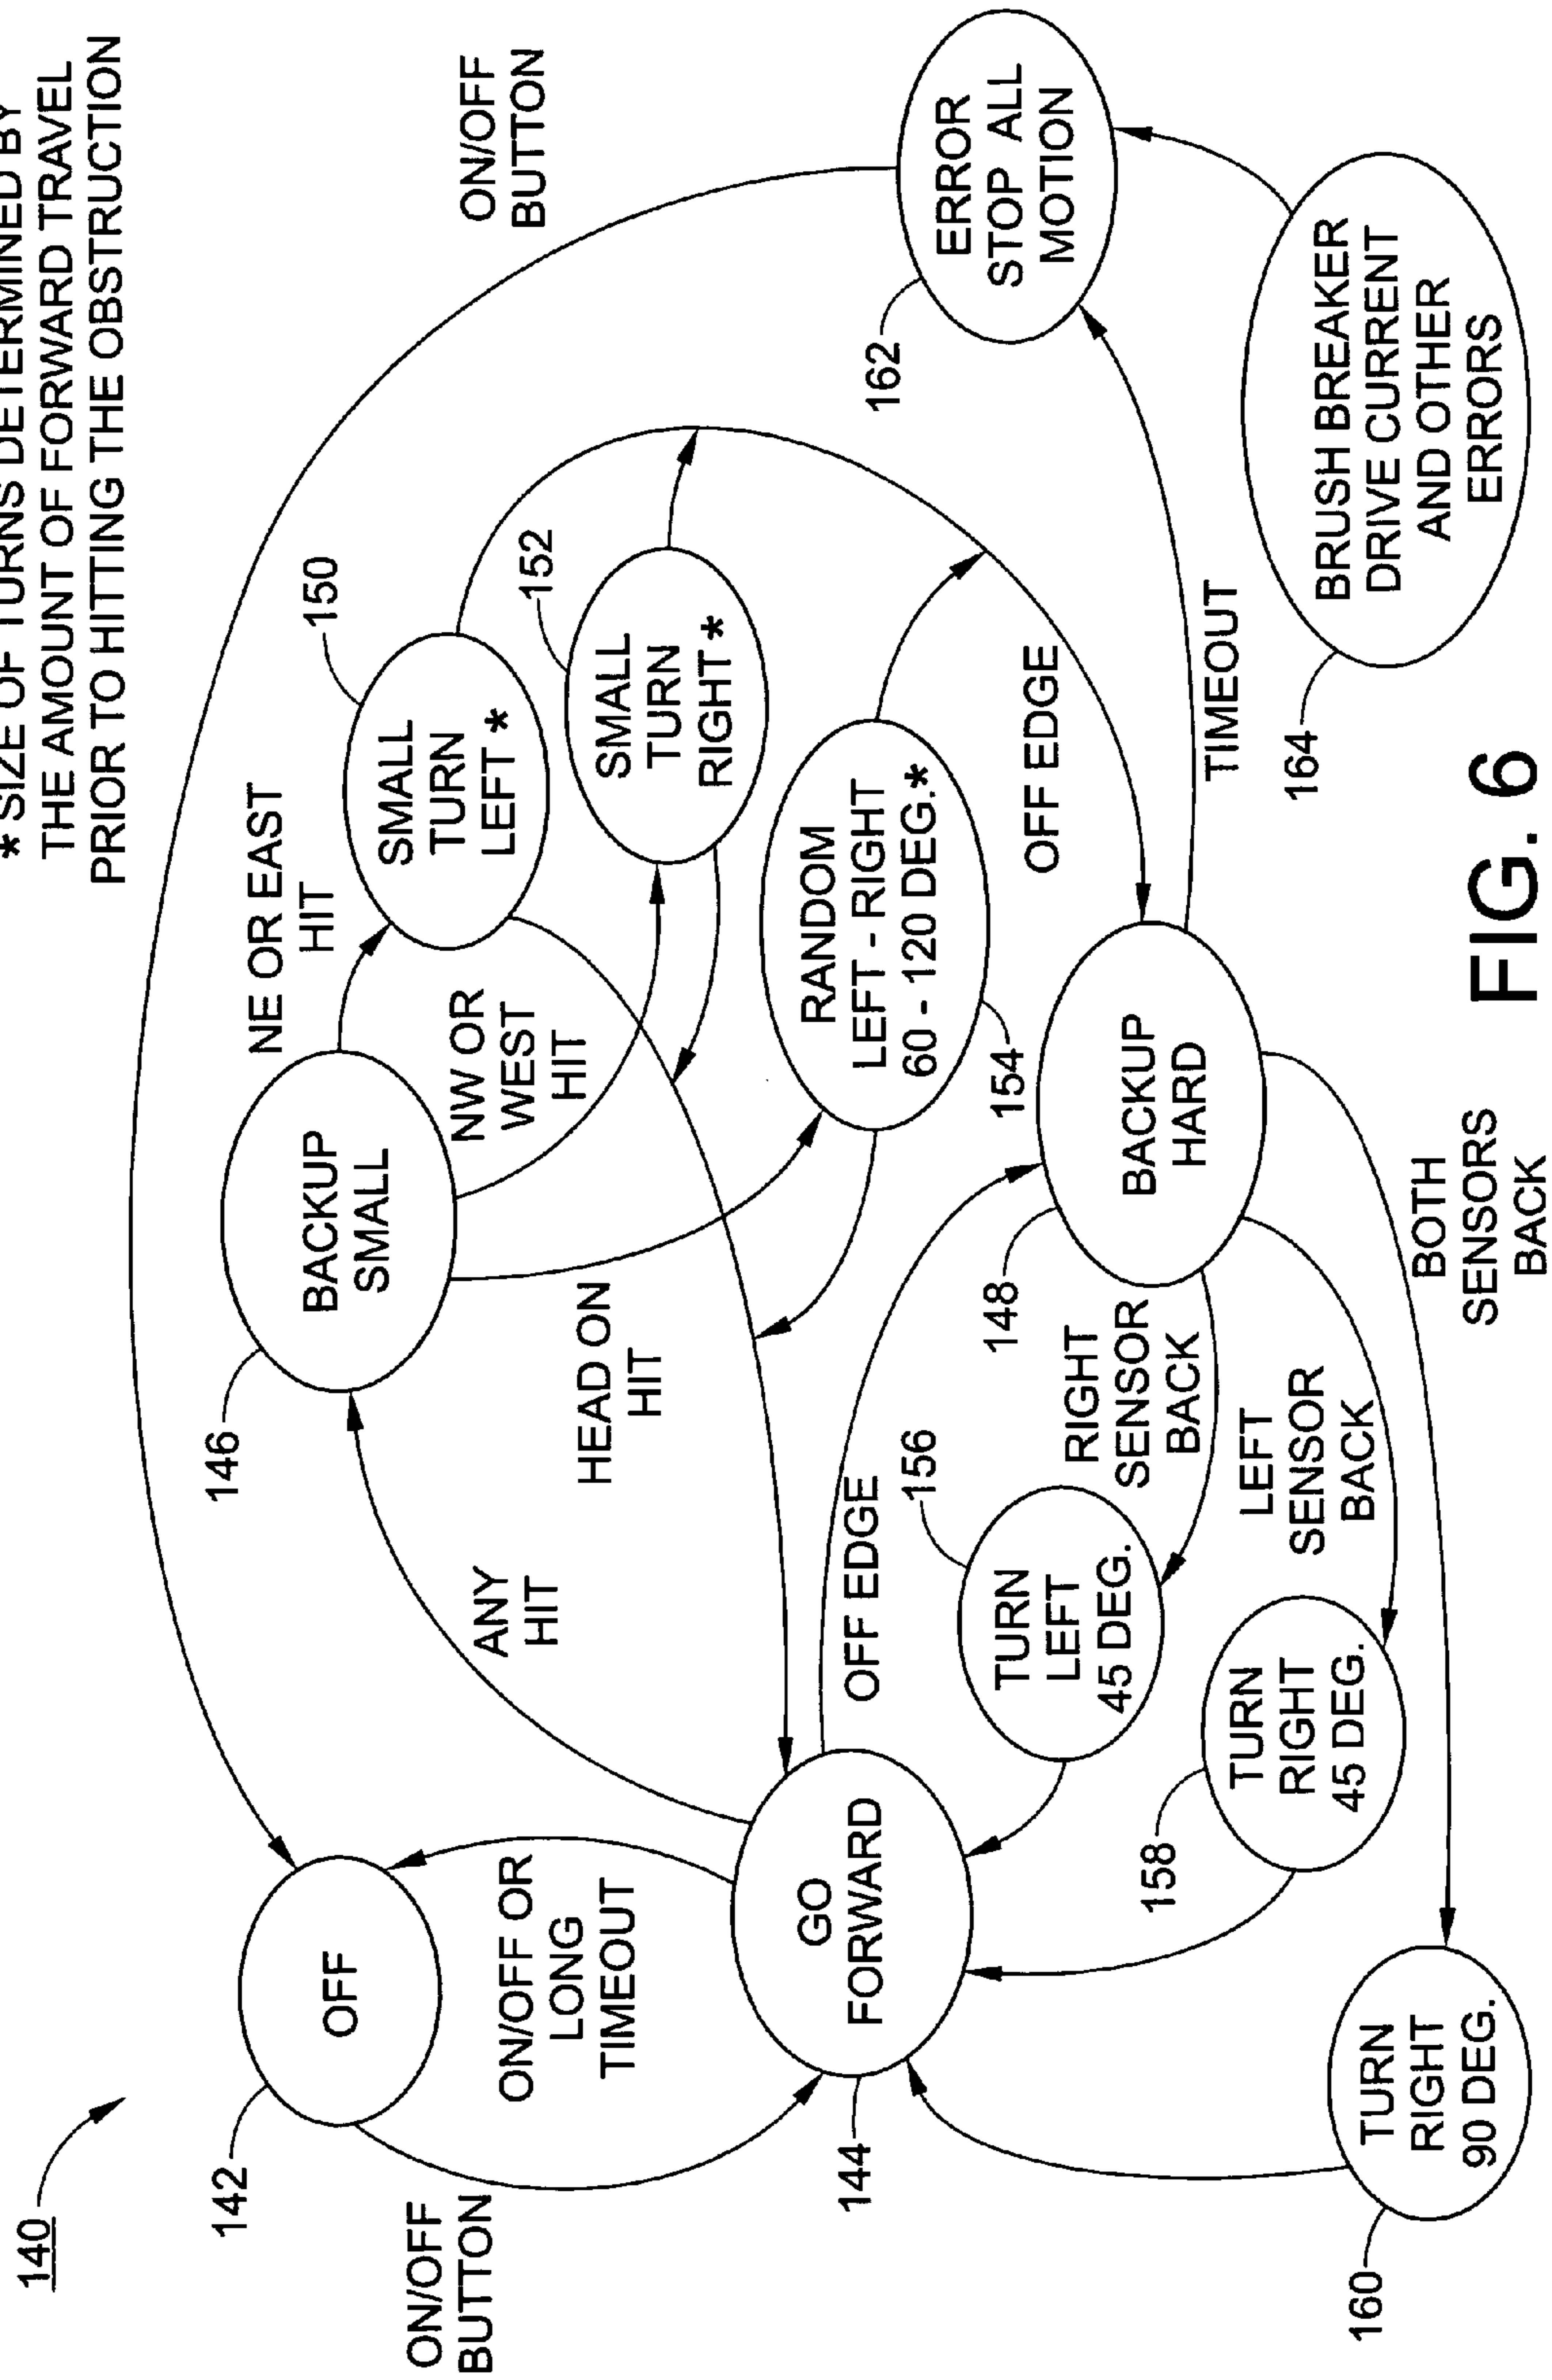 140
* SIZE OF TURNS DETERMINED BY
THE AMOUNT OF FORWARD TRAVEL
PRIOR TO HITTING THE OBSTRUCTION
ON/OFF
BUTTON
142
OFF
ON/OFF OR
LONG
TIMEOUT
144
GO
FORWARD
ANY
HIT
146
BACKUP
SMALL
NE OR EAST
HIT
NW OR
WEST
HIT
HEAD ON
HIT
150
SMALL
TURN
LEFT *
152
SMALL
TURN
RIGHT *
RANDOM
LEFT - RIGHT
60 - 120 DEG.*
154
ON/OFF
BUTTON
162
ERROR
STOP ALL
MOTION
OFF EDGE
OFF EDGE
148
BACKUP
HARD
TIMEOUT
156
TURN
LEFT
45 DEG.
RIGHT
SENSOR
BACK
158
TURN
RIGHT
45 DEG.
LEFT
SENSOR
BACK
160
TURN
RIGHT
90 DEG.
BOTH
SENSORS
BACK
164
BRUSH BREAKER
DRIVE CURRENT
AND OTHER
ERRORS
FIG. 6